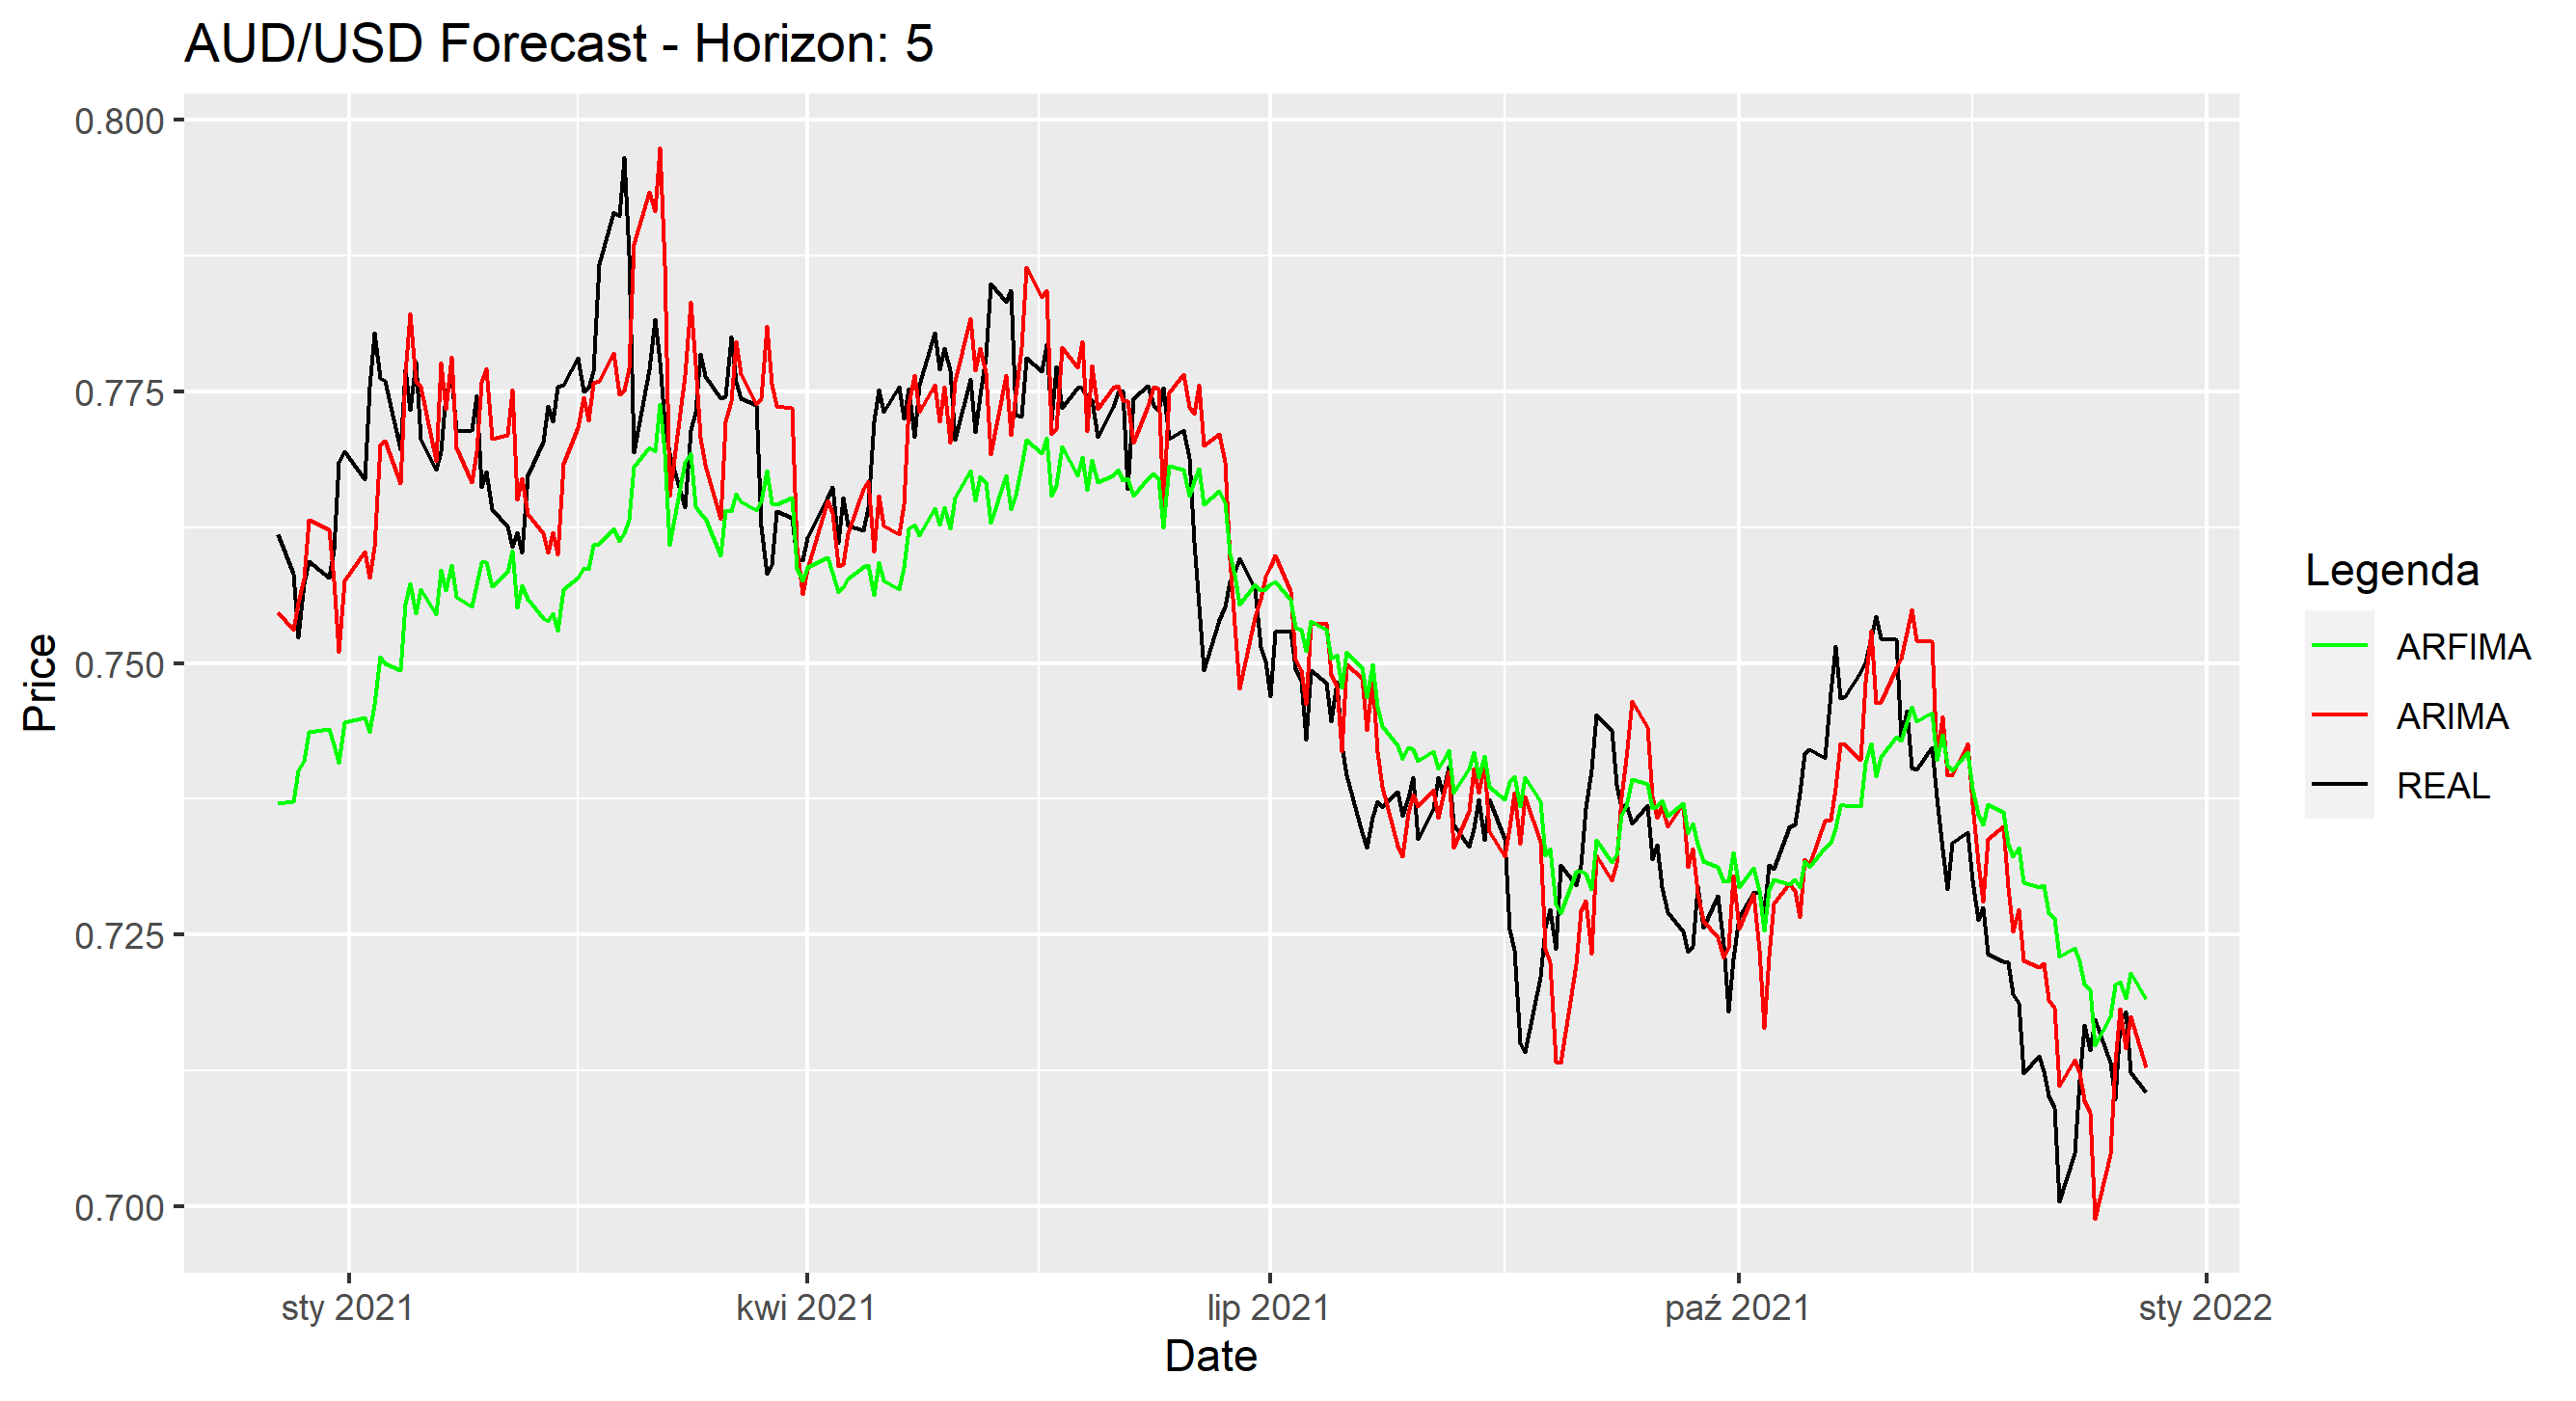 AUD/USD Forecast - Horizon: 5
0.800
0.775
0.750
0.725
0.700
Price
sty 2021
kwi 2021
lip 2021
paź 2021
sty 2022
Date
Legenda
ARFIMA
ARIMA
REAL